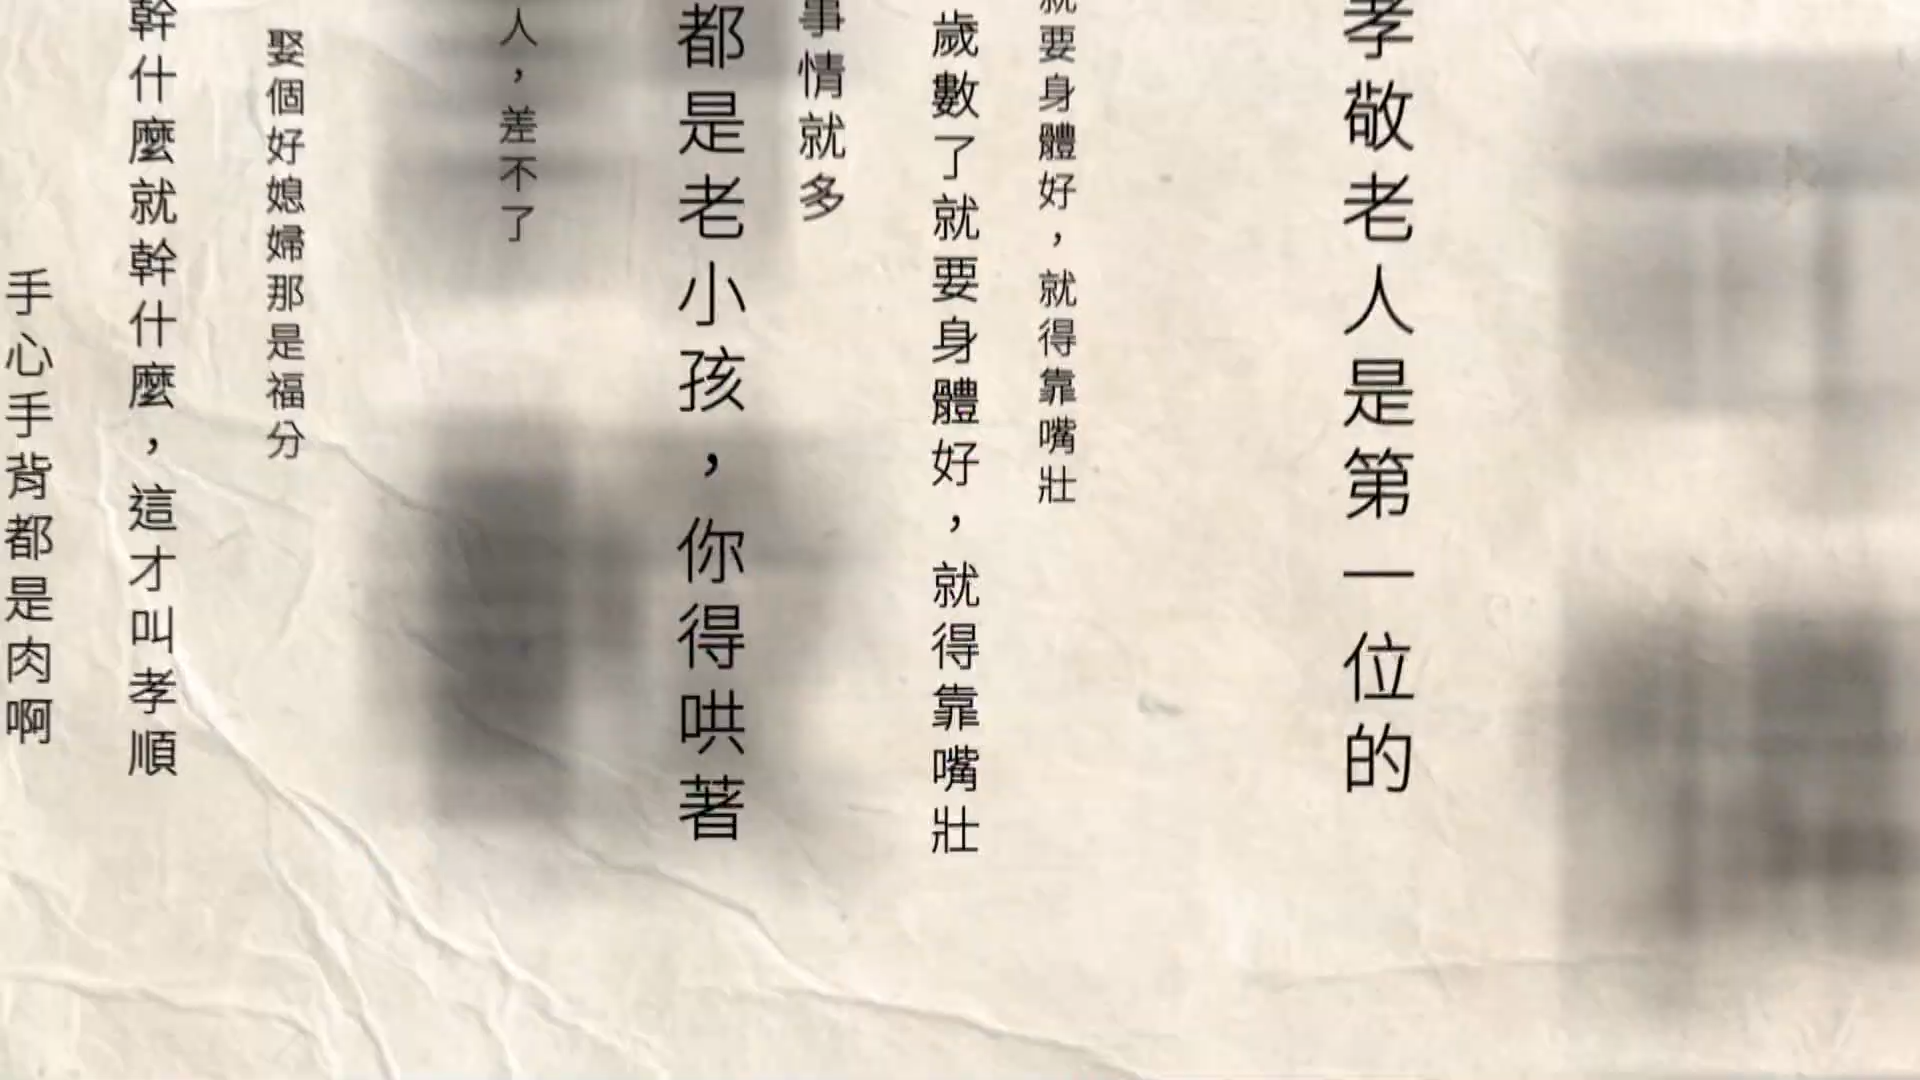 孝敬老人是第一位的
就要身體好，就得靠嘴壯
歲數了就要身體好，就得靠嘴壯
事情就多
都是老小孩，你得哄著
人，差不了
娶個好媳婦那是福分
幹什麼就幹什麼，這才叫孝順
手心手背都是肉啊